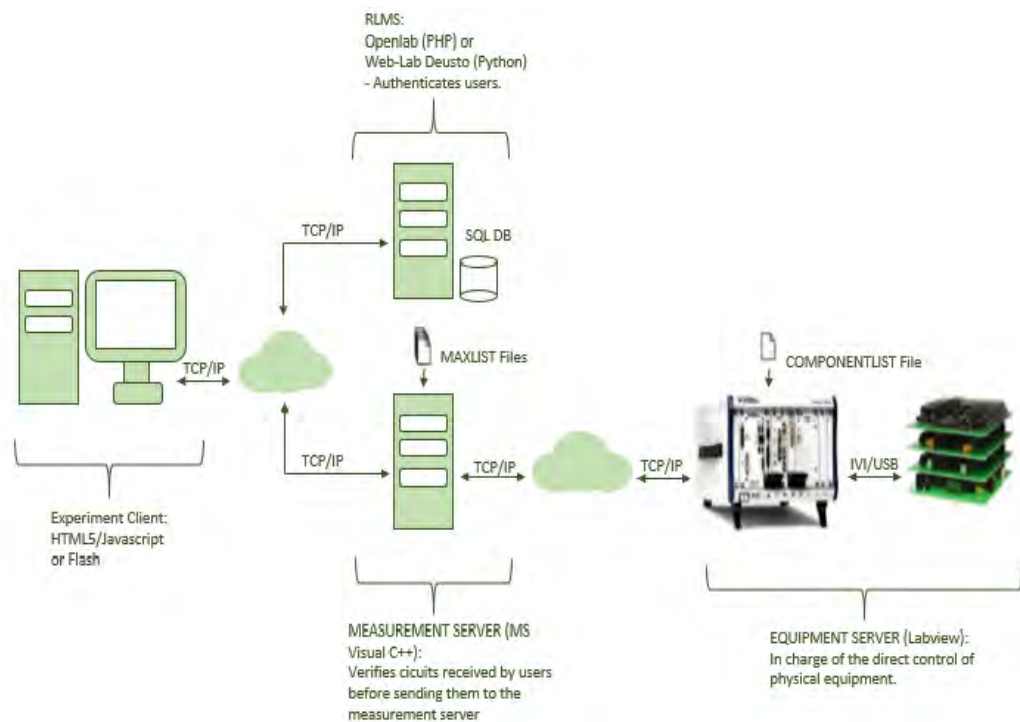 RLMS:
Openlab (PHP) or
Web-Lab Deusto (Python)
- Authenticates users.
TCP/IP
SQL DB
MAXLIST Files
COMPONENTLIST File
TCP/IP
TCP/IP
TCP/IP
TCP/IP
IVI/USB
Experiment Client:
HTML5/Javascript
or Flash
MEASUREMENT SERVER (MS
Visual C++):
Verifies cicuits received by users
before sending them to the
measurement server
EQUIPMENT SERVER (Labview):
In charge of the direct control of
physical equipment.